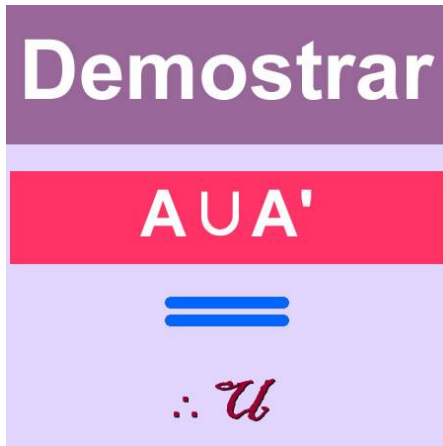 Demostrar
A∪A'
=
∴ 𝒰